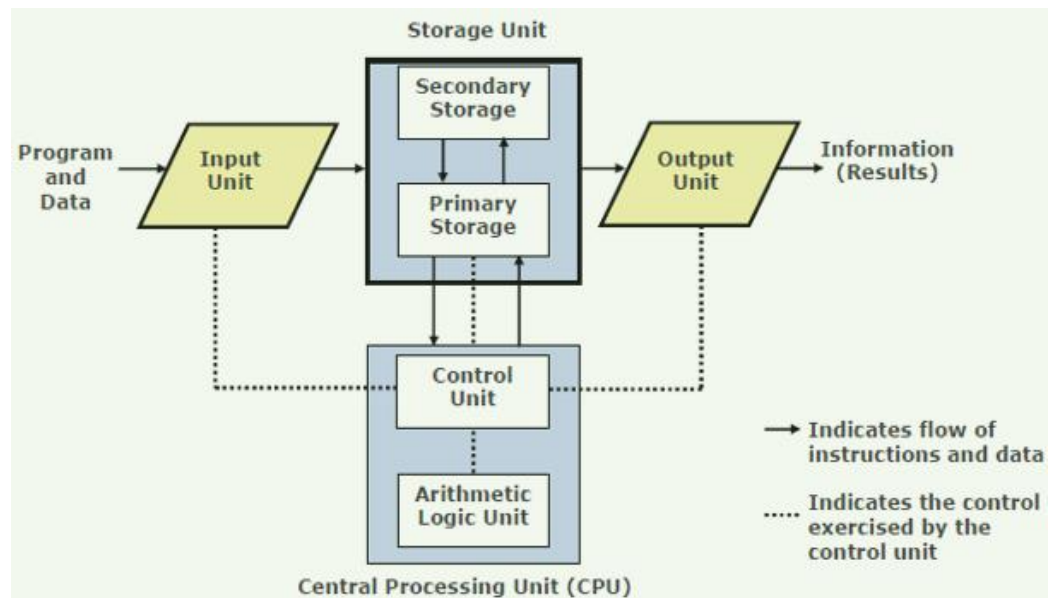 Storage Unit
Secondary
Storage
Program
and
Data
Input
Unit
Primary
Storage
Output
Unit
Information
(Results)
Control
Unit
Arithmetic
Logic Unit
Central Processing Unit (CPU)
Indicates flow of
instructions and data
Indicates the control
exercised by the
control unit